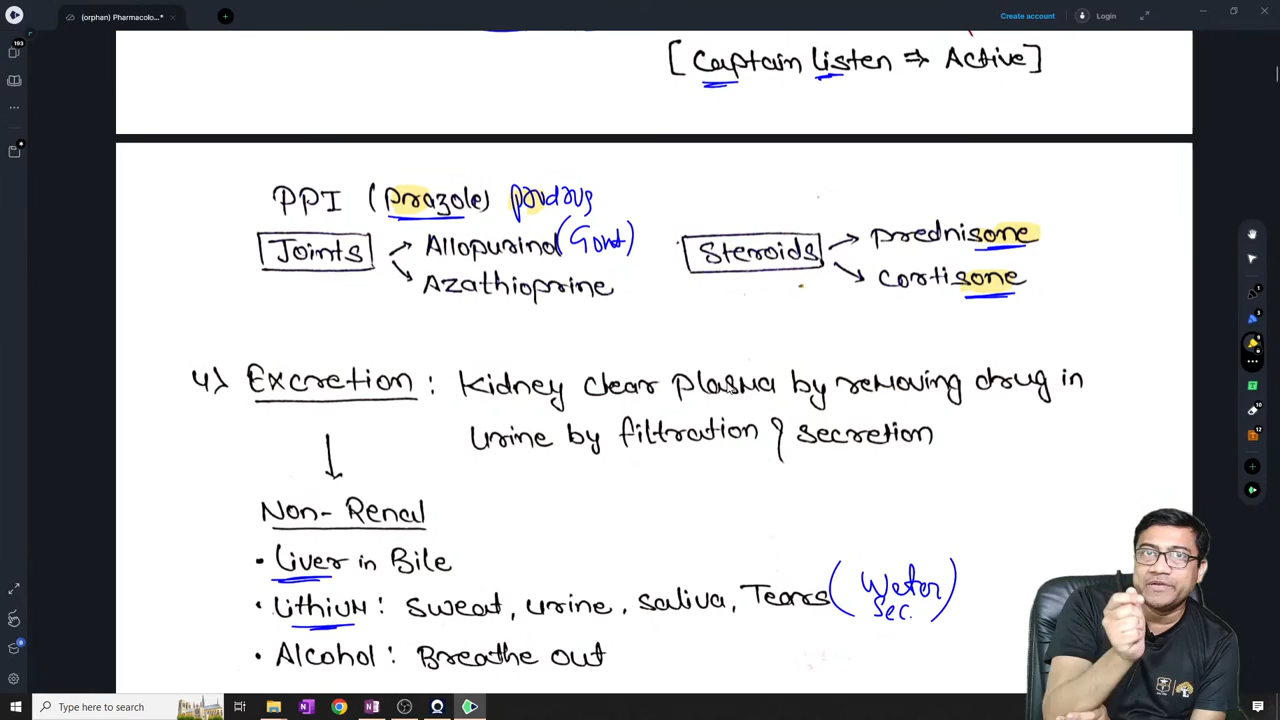 (orphan) Pharmacolo...*
Create account
Login
193
[Captain Listen ⇒ Active]
PPI (prazole) prodrug
Joints
Allopurinol (Gout)
Azathioprine
Steroids
prednisone
cortisone
4) Excretion : Kidney clear plasma by removing drug in
urine by filtration & secretion
Non-Renal
• Liver in Bile
• Lithium : sweat, urine, saliva, Tears (Water
Sec.)
• Alcohol : Breathe out
Type here to search